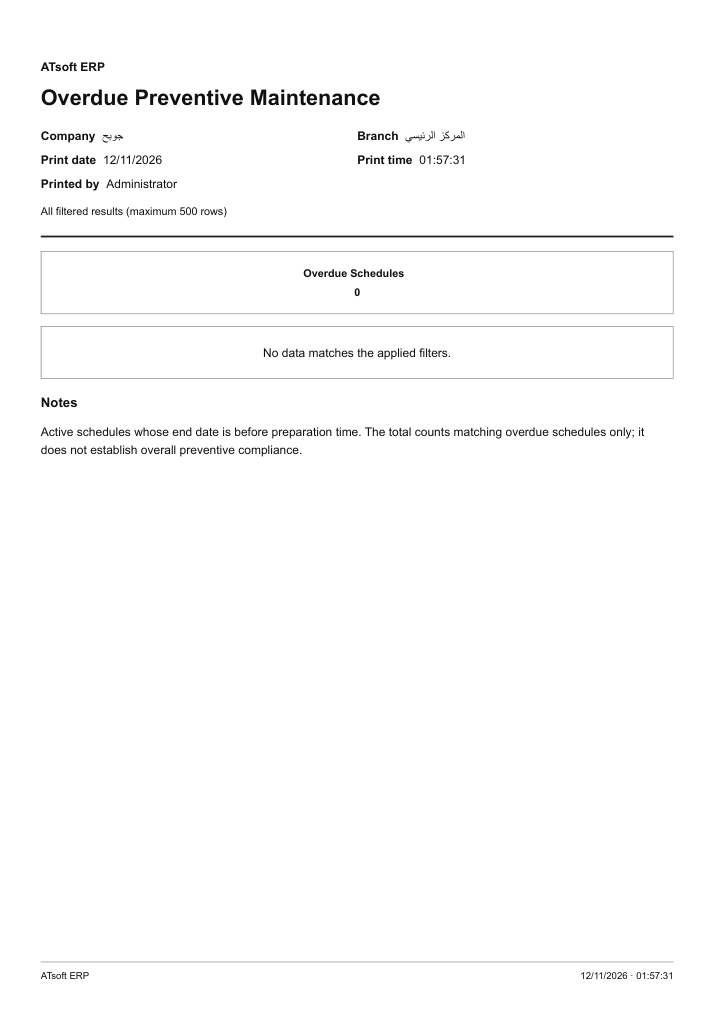 ATsoft ERP
Overdue Preventive Maintenance
Company جويح Branch المركز الرئيسي
Print date 12/11/2026 Print time 01:57:31
Printed by Administrator
All filtered results (maximum 500 rows)
Overdue Schedules
0
No data matches the applied filters.
Notes
Active schedules whose end date is before preparation time. The total counts matching overdue schedules only; it
does not establish overall preventive compliance.
ATsoft ERP 12/11/2026 · 01:57:31